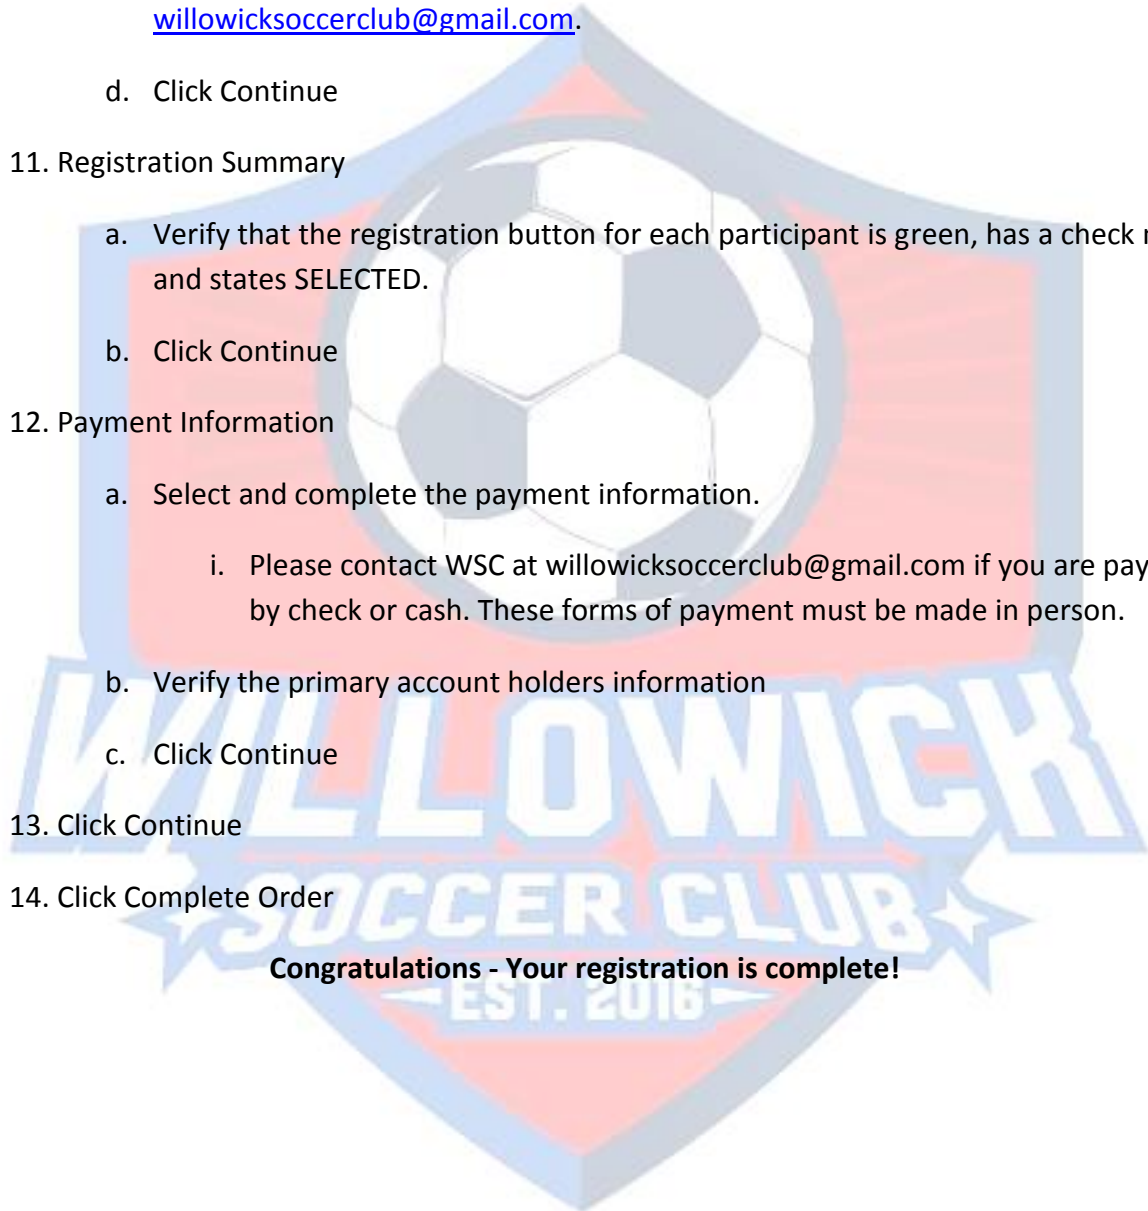 willowicksoccerclub@gmail.com.
d. Click Continue
11. Registration Summary
a. Verify that the registration button for each participant is green, has a check
and states SELECTED.
b. Click Continue
12. Payment Information
a. Select and complete the payment information.
i. Please contact WSC at willowicksoccerclub@gmail.com if you are pay
by check or cash. These forms of payment must be made in person.
b. Verify the primary account holders information
c. Click Continue
13. Click Continue
14. Click Complete Order
Congratulations - Your registration is complete!
WILLOWICK
SOCCER CLUB
EST. 2016